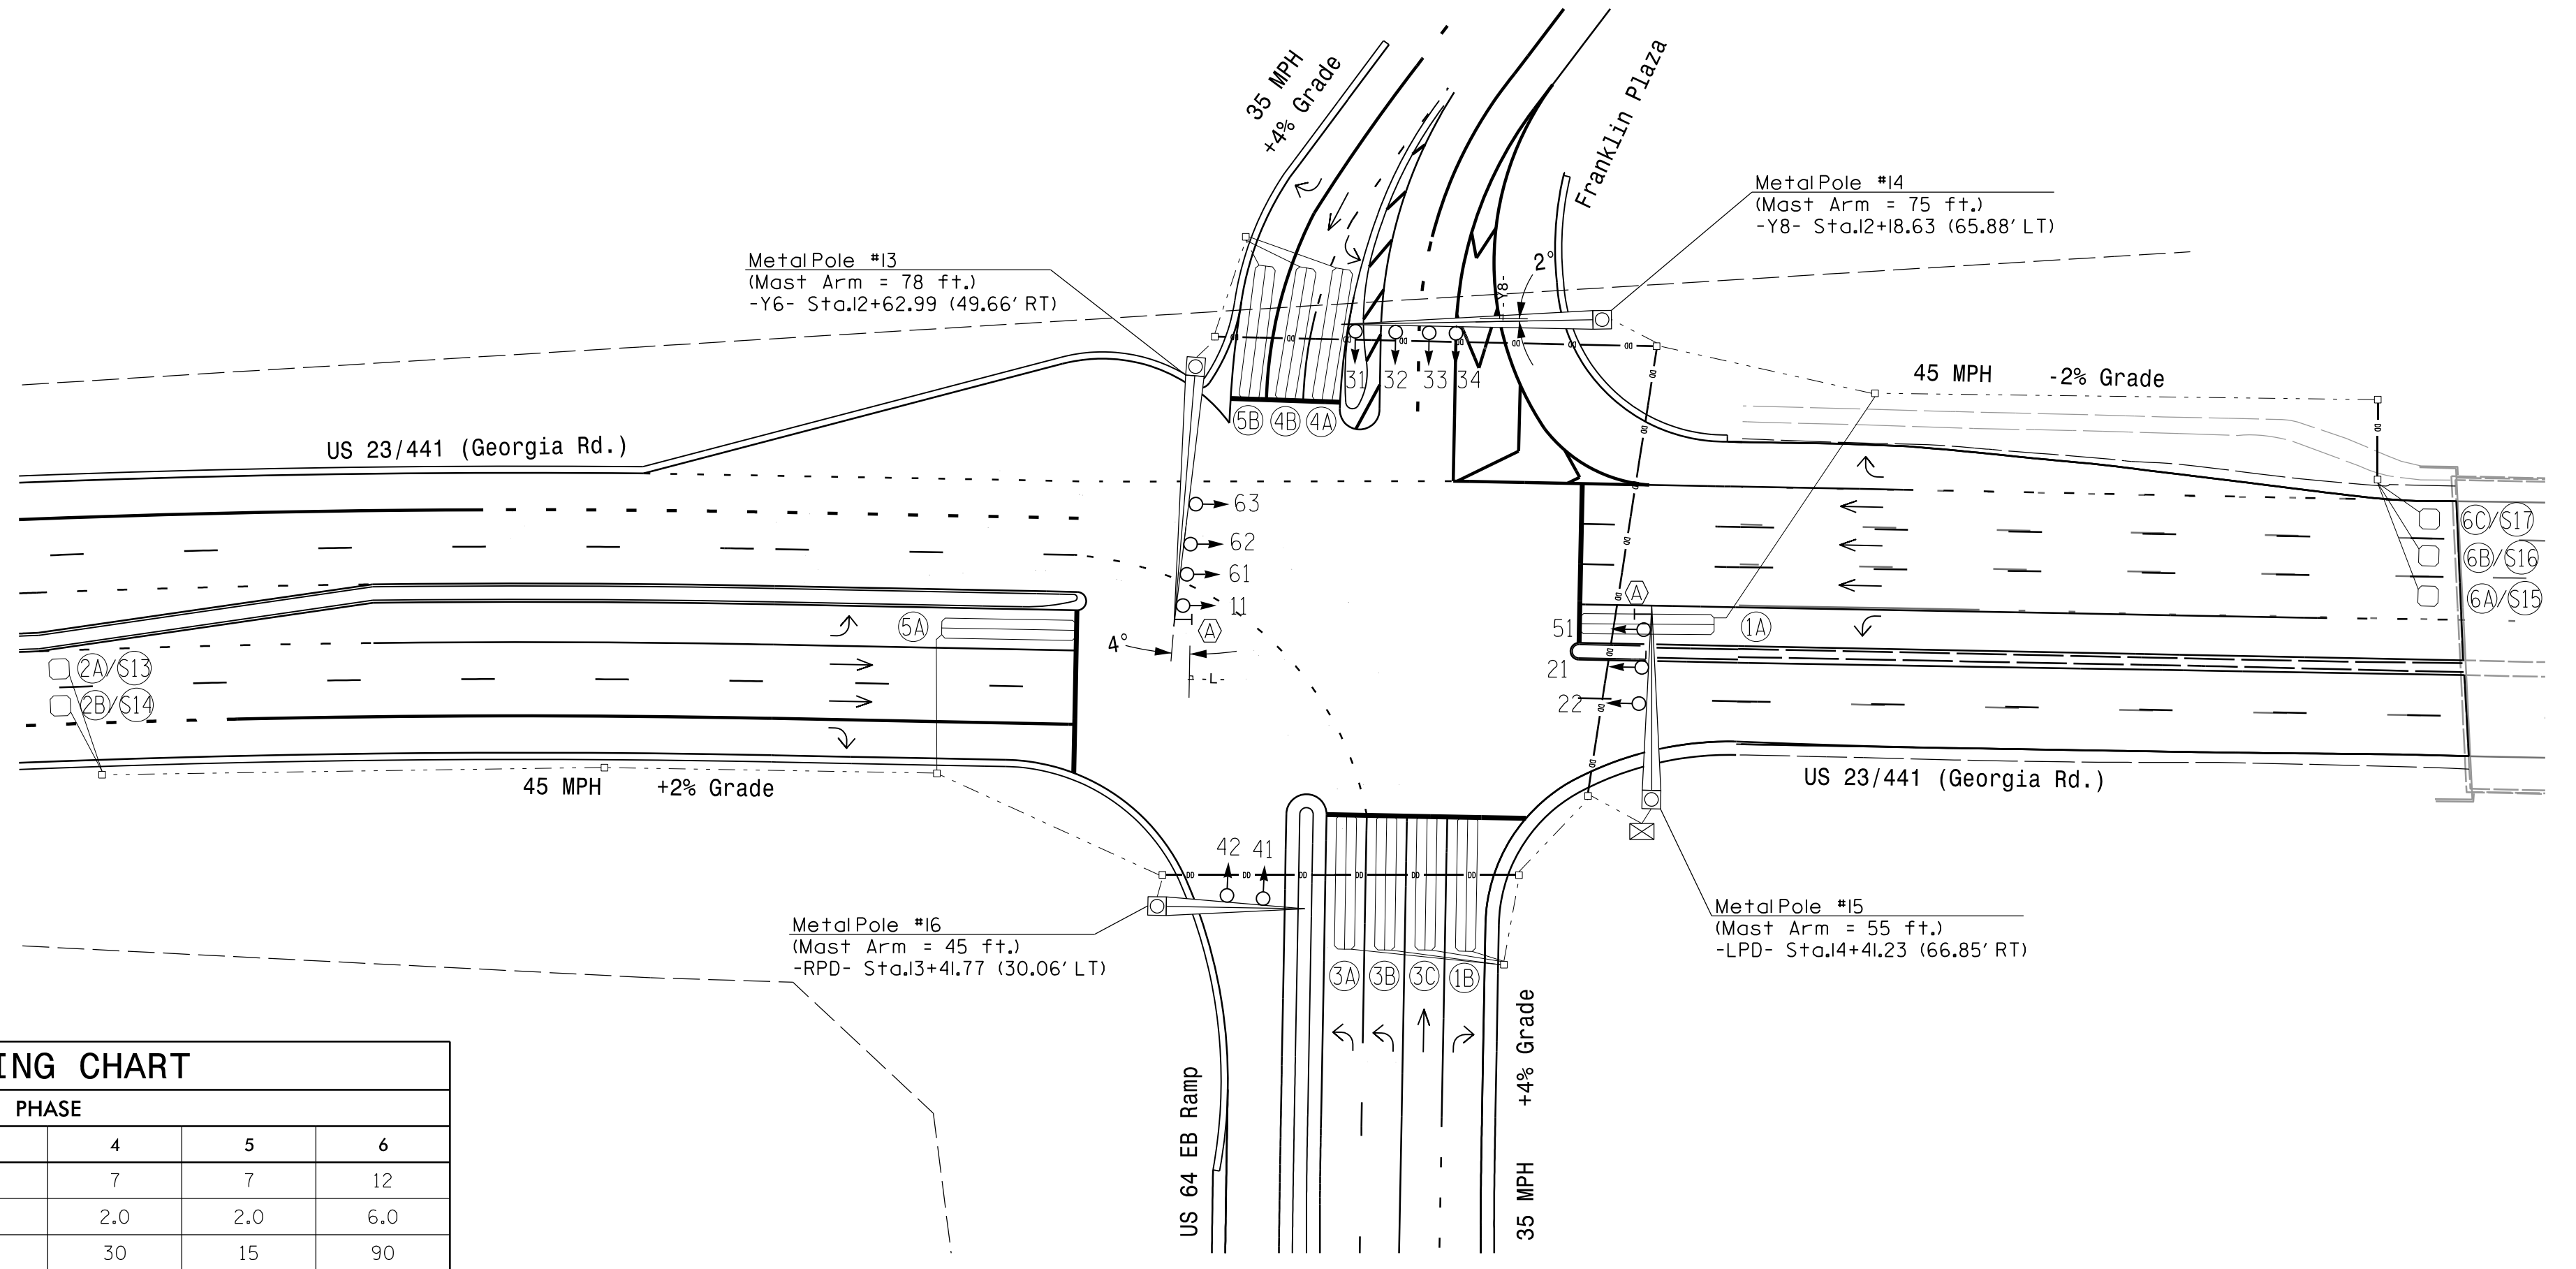 35 MPH
+4% Grade
Franklin Plaza
Metal Pole #14
(Mast Arm = 75 ft.)
-Y8- Sta.12+18.63 (65.88' LT)
Metal Pole #13
(Mast Arm = 78 ft.)
-Y6- Sta.12+62.99 (49.66' RT)
2°
-Y8-
31 32 33 34
5B 4B 4A
45 MPH -2% Grade
US 23/441 (Georgia Rd.)
63
62
61
11
A
4°
-L-
6C/S17
6B/S16
6A/S15
A
51
1A
21
22
5A
2A/S13
2B/S14
45 MPH +2% Grade
US 23/441 (Georgia Rd.)
42 41
Metal Pole #16
(Mast Arm = 45 ft.)
-RPD- Sta.13+41.77 (30.06' LT)
Metal Pole #15
(Mast Arm = 55 ft.)
-LPD- Sta.14+41.23 (66.85' RT)
3A 3B 3C 1B
US 64 EB Ramp
35 MPH +4% Grade
ING CHART
PHASE
4 5 6
7 7 12
2.0 2.0 6.0
30 15 90